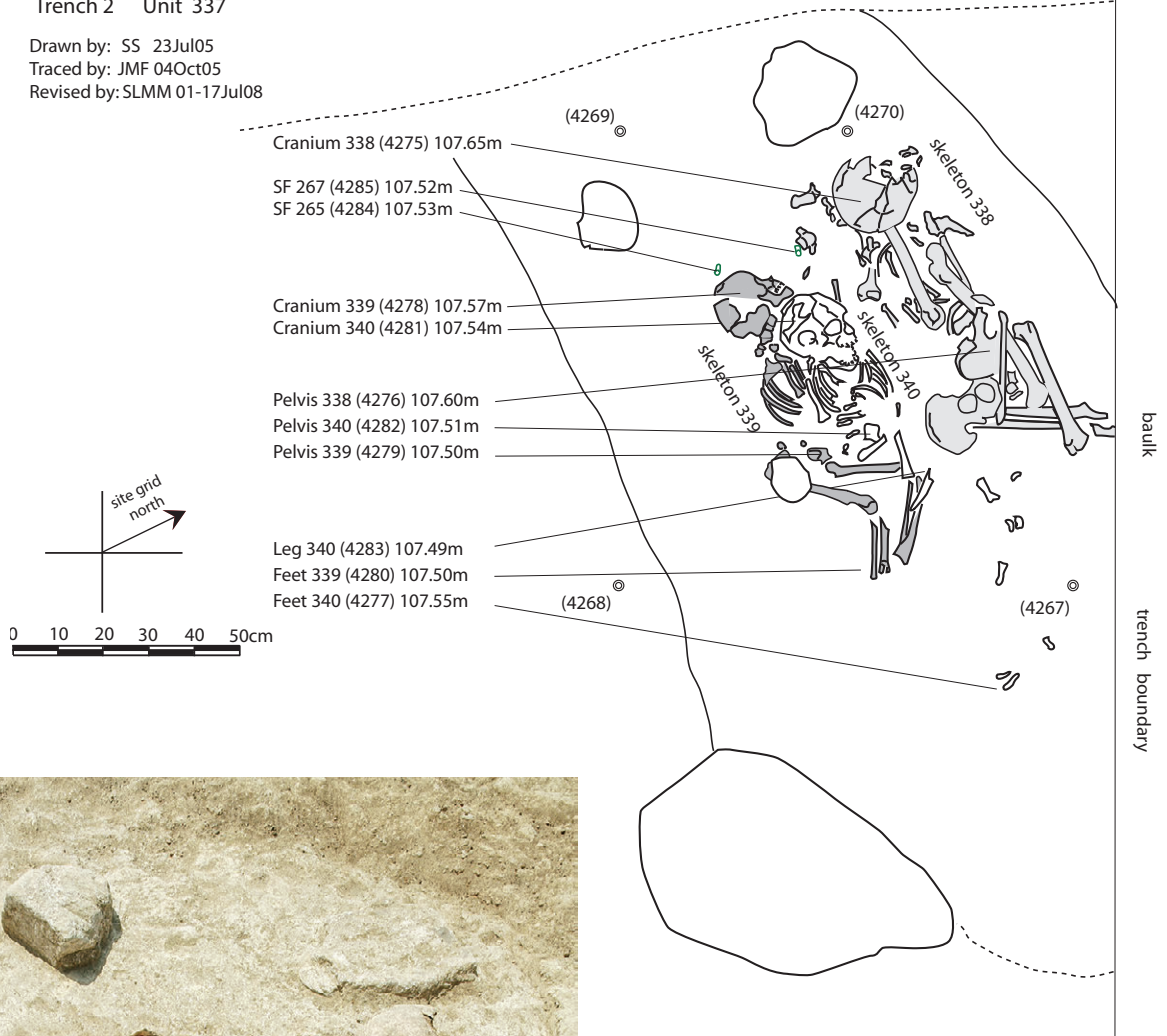 Trench 2 Unit 337
Drawn by: SS 23Jul05
Traced by: JMF 04Oct05
Revised by: SLMM 01-17Jul08
(4269)
(4270)
Cranium 338 (4275) 107.65m
skeleton 338
SF 267 (4285) 107.52m
SF 265 (4284) 107.53m
Cranium 339 (4278) 107.57m
Cranium 340 (4281) 107.54m
skeleton 340
skeleton 339
Pelvis 338 (4276) 107.60m
Pelvis 340 (4282) 107.51m
Pelvis 339 (4279) 107.50m
baulk
site grid
north
Leg 340 (4283) 107.49m
Feet 339 (4280) 107.50m
Feet 340 (4277) 107.55m
(4268)
(4267)
0 10 20 30 40 50cm
trench boundary